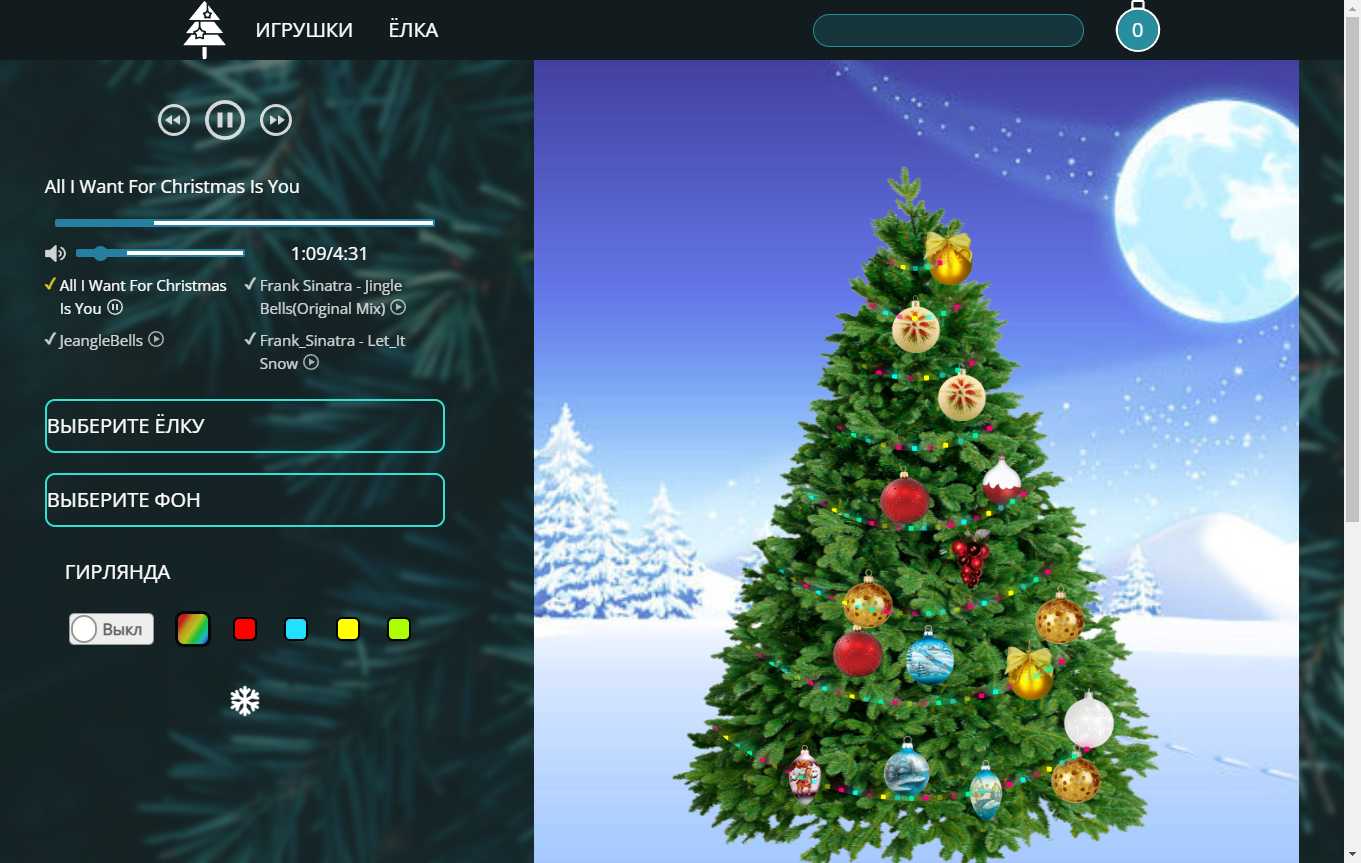 ИГРУШКИ
ЁЛКА
0
All I Want For Christmas Is You
1:09/4:31
All I Want For Christmas
Is You
Frank Sinatra - Jingle
Bells(Original Mix)
JeangleBells
Frank_Sinatra - Let_It
Snow
ВЫБЕРИТЕ ЁЛКУ
ВЫБЕРИТЕ ФОН
ГИРЛЯНДА
Выкл